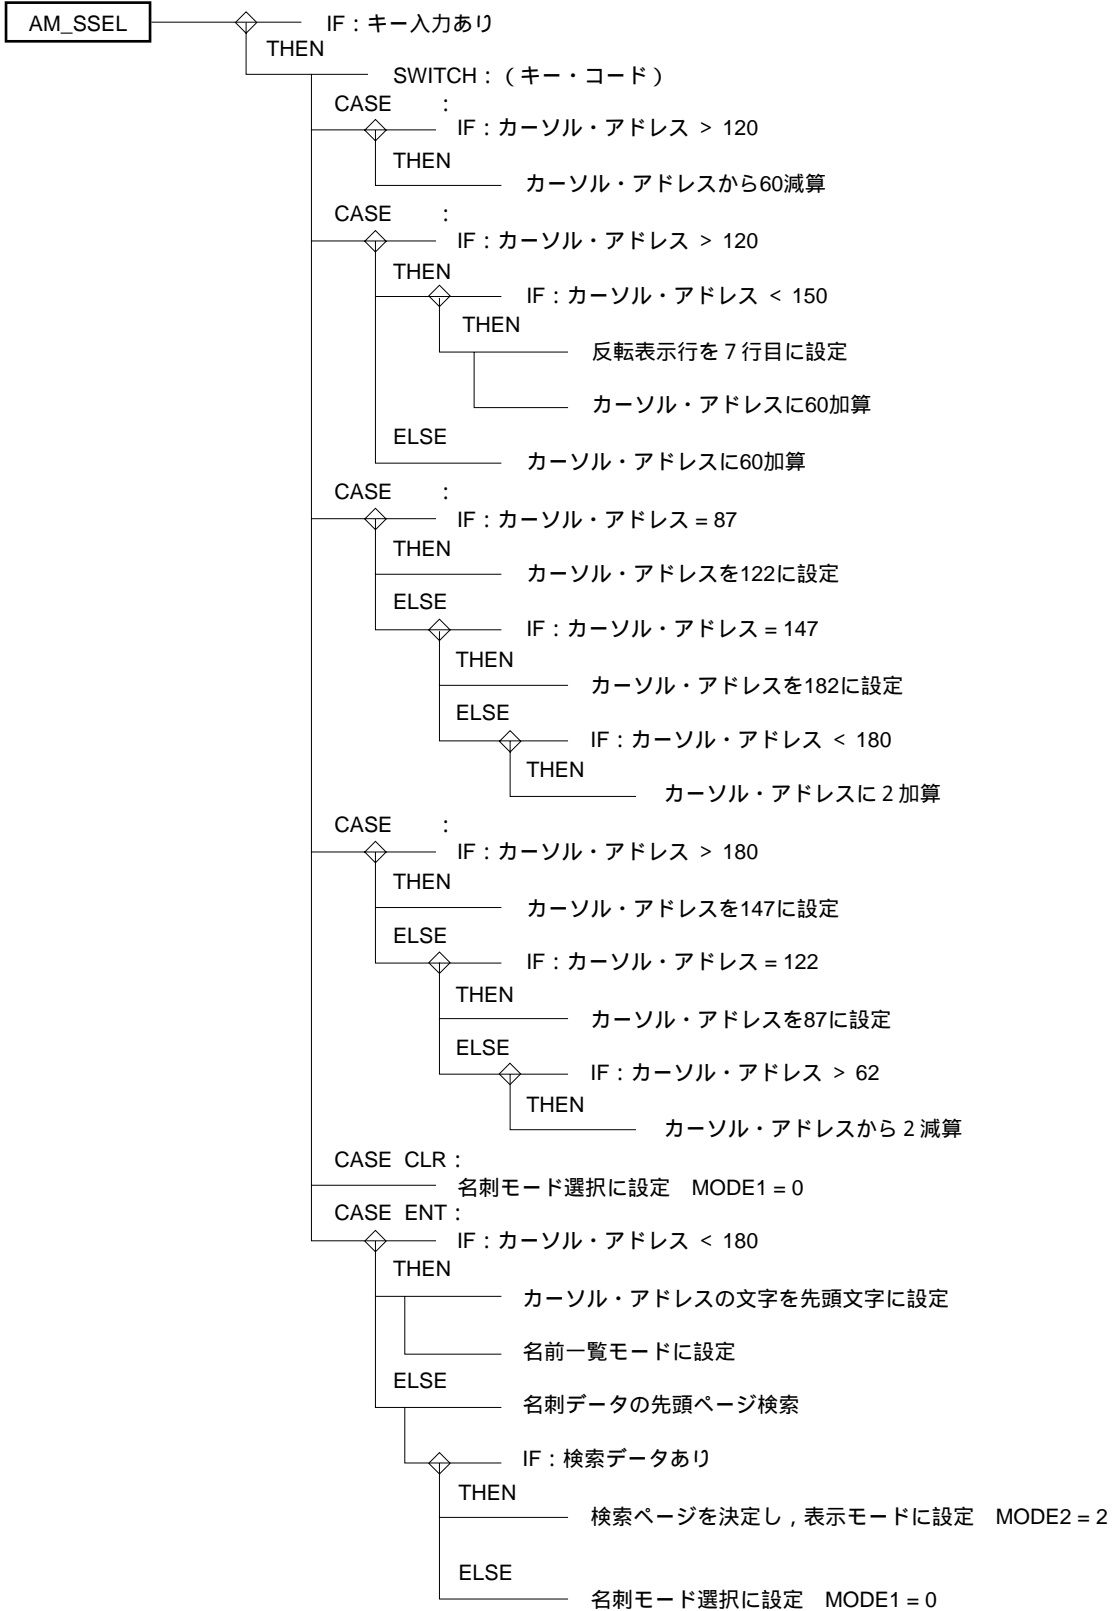 AM_SSEL
IF：キー入力あり
THEN
SWITCH：（キー・コード）
CASE　：
IF：カーソル・アドレス ＞ 120
THEN
カーソル・アドレスから60減算
CASE　：
IF：カーソル・アドレス ＞ 120
THEN
IF：カーソル・アドレス ＜ 150
THEN
反転表示行を７行目に設定
カーソル・アドレスに60加算
ELSE
カーソル・アドレスに60加算
CASE　：
IF：カーソル・アドレス = 87
THEN
カーソル・アドレスを122に設定
ELSE
IF：カーソル・アドレス = 147
THEN
カーソル・アドレスを182に設定
ELSE
IF：カーソル・アドレス ＜ 180
THEN
カーソル・アドレスに２加算
CASE　：
IF：カーソル・アドレス ＞ 180
THEN
カーソル・アドレスを147に設定
ELSE
IF：カーソル・アドレス = 122
THEN
カーソル・アドレスを87に設定
ELSE
IF：カーソル・アドレス ＞ 62
THEN
カーソル・アドレスから２減算
CASE CLR：
名刺モード選択に設定　MODE1 = 0
CASE ENT：
IF：カーソル・アドレス ＜ 180
THEN
カーソル・アドレスの文字を先頭文字に設定
名前一覧モードに設定
ELSE
名刺データの先頭ページ検索
IF：検索データあり
THEN
検索ページを決定し，表示モードに設定　MODE2 = 2
ELSE
名刺モード選択に設定　MODE1 = 0